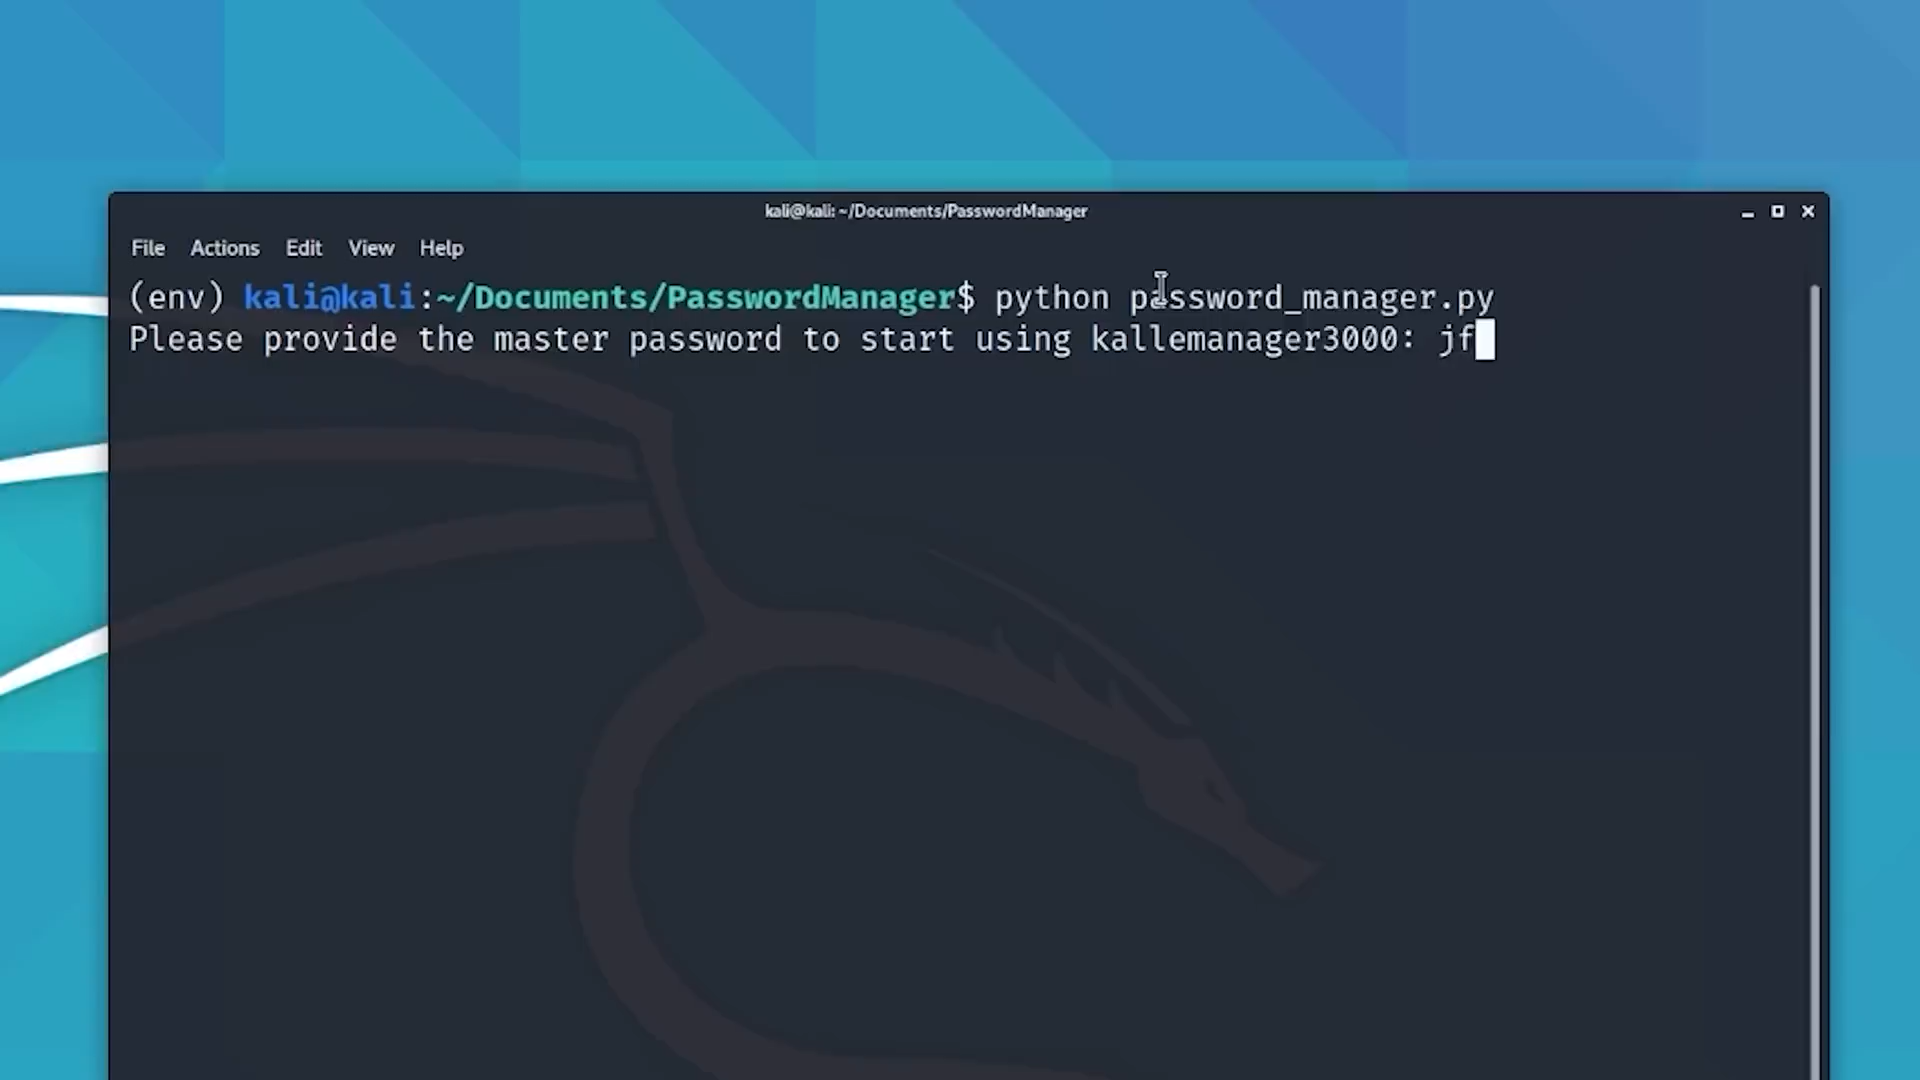 kali@kali: ~/Documents/PasswordManager
File Actions Edit View Help
(env) kali@kali:~/Documents/PasswordManager$ python password_manager.py
Please provide the master password to start using kallemanager3000: jf